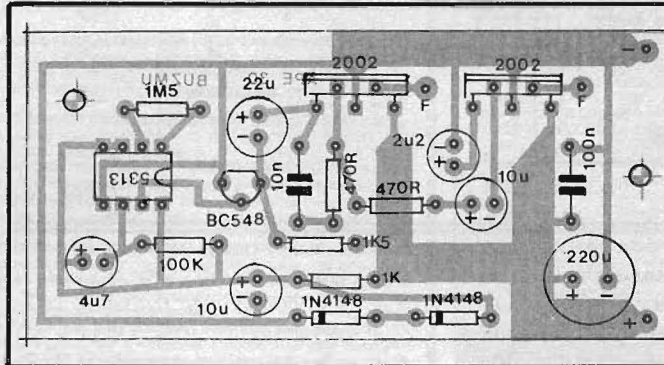 2002
2002
-
1M5
22u
F
F
+
-
2u2
-
+
100n
5313
10n
470R
470R
10u
+ -
BC548
+ -
4u7
100K
1K5
220u
+ -
10u
+
-
1K
1N4148
1N4148
+